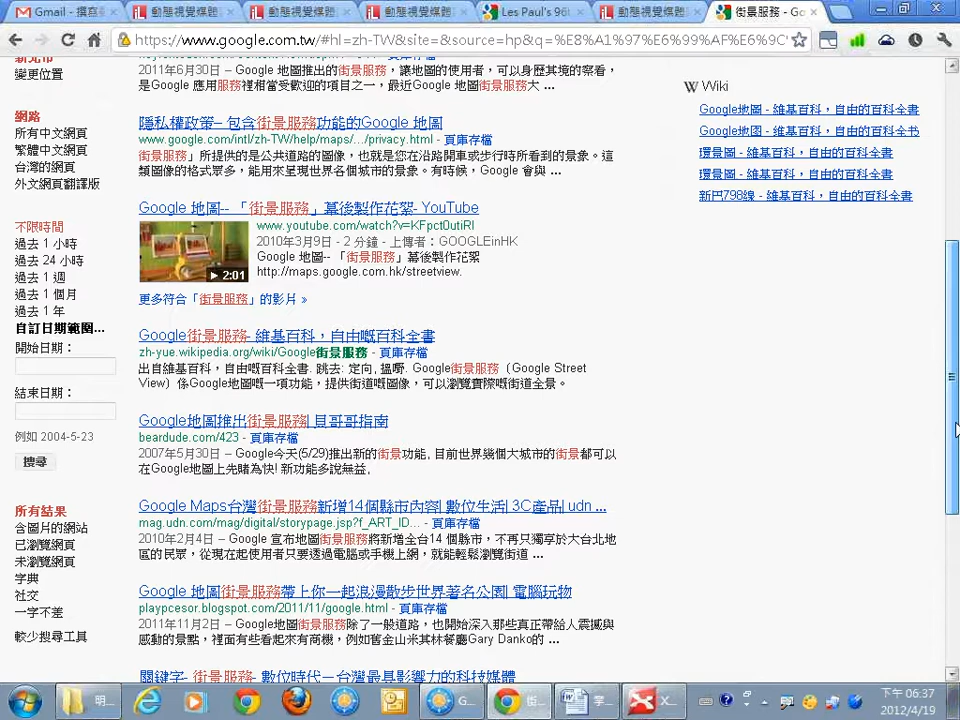 Gmail - 撰寫
動態視覺媒體
動態視覺媒體
動態視覺媒體
Les Paul's 96t
動態視覺媒體
街景服務 - Go
https://www.google.com.tw/#hl=zh-TW&site=&source=hp&q=%E8%A1%97%E6%99%AF%E6%9C
變更位置
網路
所有中文網頁
繁體中文網頁
台灣的網頁
外文網頁翻譯版
不限時間
過去 1 小時
過去 24 小時
過去 1 週
過去 1 個月
過去 1 年
自訂日期範圍...
開始日期：
結束日期：
例如 2004-5-23
搜尋
所有結果
含圖片的網站
已瀏覽網頁
未瀏覽網頁
字典
社交
一字不差
較少搜尋工具
2011年6月30日 – Google 地圖推出的街景服務，讓地圖的使用者，可以身歷其境的察看，
是Google 應用服務裡相當受歡迎的項目之一，最近Google 地圖街景服務大 ...
隱私權政策– 包含街景服務功能的Google 地圖
www.google.com/intl/zh-TW/help/maps/.../privacy.html - 頁庫存檔
街景服務」所提供的是公共道路的圖像，也就是您在沿路開車或步行時所看到的景象。這
類圖像的格式眾多，能用來呈現世界各個城市的景象。有時候，Google 會與 ...
Google 地圖-- 「街景服務」幕後製作花絮- YouTube
www.youtube.com/watch?v=KFpct0utiRI
2010年3月9日 - 2 分鐘 - 上傳者：GOOGLEinHK
Google 地圖-- 「街景服務」幕後製作花絮
http://maps.google.com.hk/streetview.
2:01
更多符合「街景服務」的影片 »
Google街景服務- 維基百科，自由嘅百科全書
zh-yue.wikipedia.org/wiki/Google街景服務 - 頁庫存檔
出自維基百科，自由嘅百科全書. 跳去: 定向, 搵嘢. Google街景服務（Google Street
View）係Google地圖嘅一項功能，提供街道嘅圖像，可以瀏覽實際嘅街道全景。
Google地圖推出街景服務| 貝哥哥指南
beardude.com/423 - 頁庫存檔
2007年5月30日 – Google今天(5/29)推出新的街景功能, 目前世界幾個大城市的街景都可以
在Google地圖上先睹為快! 新功能多說無益,
Google Maps台灣街景服務新增14個縣市內容| 數位生活| 3C產品| udn ...
mag.udn.com/mag/digital/storypage.jsp?f_ART_ID... - 頁庫存檔
2010年2月4日 – Google 宣布地圖街景服務將新增全台14 個縣市，不再只獨享於大台北地
區的民眾，從現在起使用者只要透過電腦或手機上網，就能輕鬆瀏覽街道 ...
Google 地圖街景服務帶上你一起浪漫散步世界著名公園| 電腦玩物
playpcesor.blogspot.com/2011/11/google.html - 頁庫存檔
2011年11月2日 – Google地圖街景服務除了一般道路，也開始深入那些真正帶給人震撼與
感動的景點，裡面有些看起來有商機，例如舊金山米其林餐廳Gary Danko的 ...
關鍵字- 街景服務- 數位時代－台灣最具影響力的科技媒體
Wiki
Google地圖 - 維基百科，自由的百科全書
Google地图 - 维基百科，自由的百科全书
環景圖 - 維基百科，自由的百科全書
環景圖 - 維基百科，自由的百科全書
新巴798線 - 維基百科，自由的百科全書
明
G...
街...
掌...
X...
下午 06:37
2012/4/19